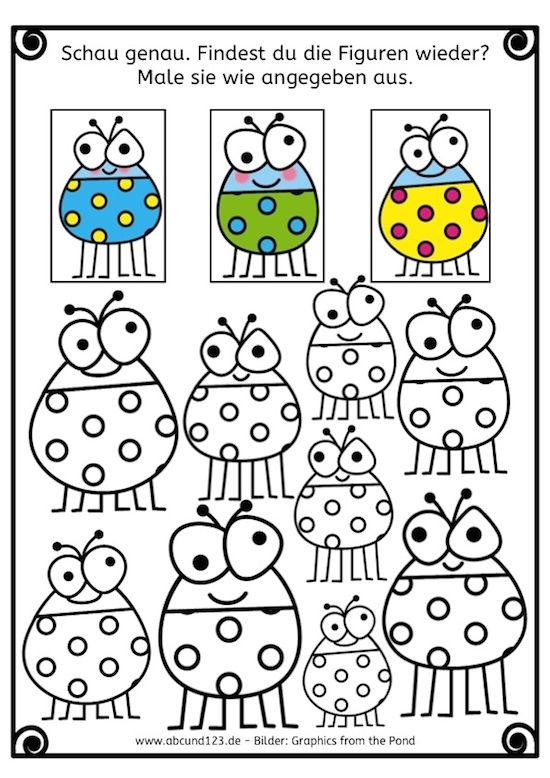 Schau genau. Findest du die Figuren wieder?
Male sie wie angegeben aus.
www.abcund123.de - Bilder: Graphics from the Pond